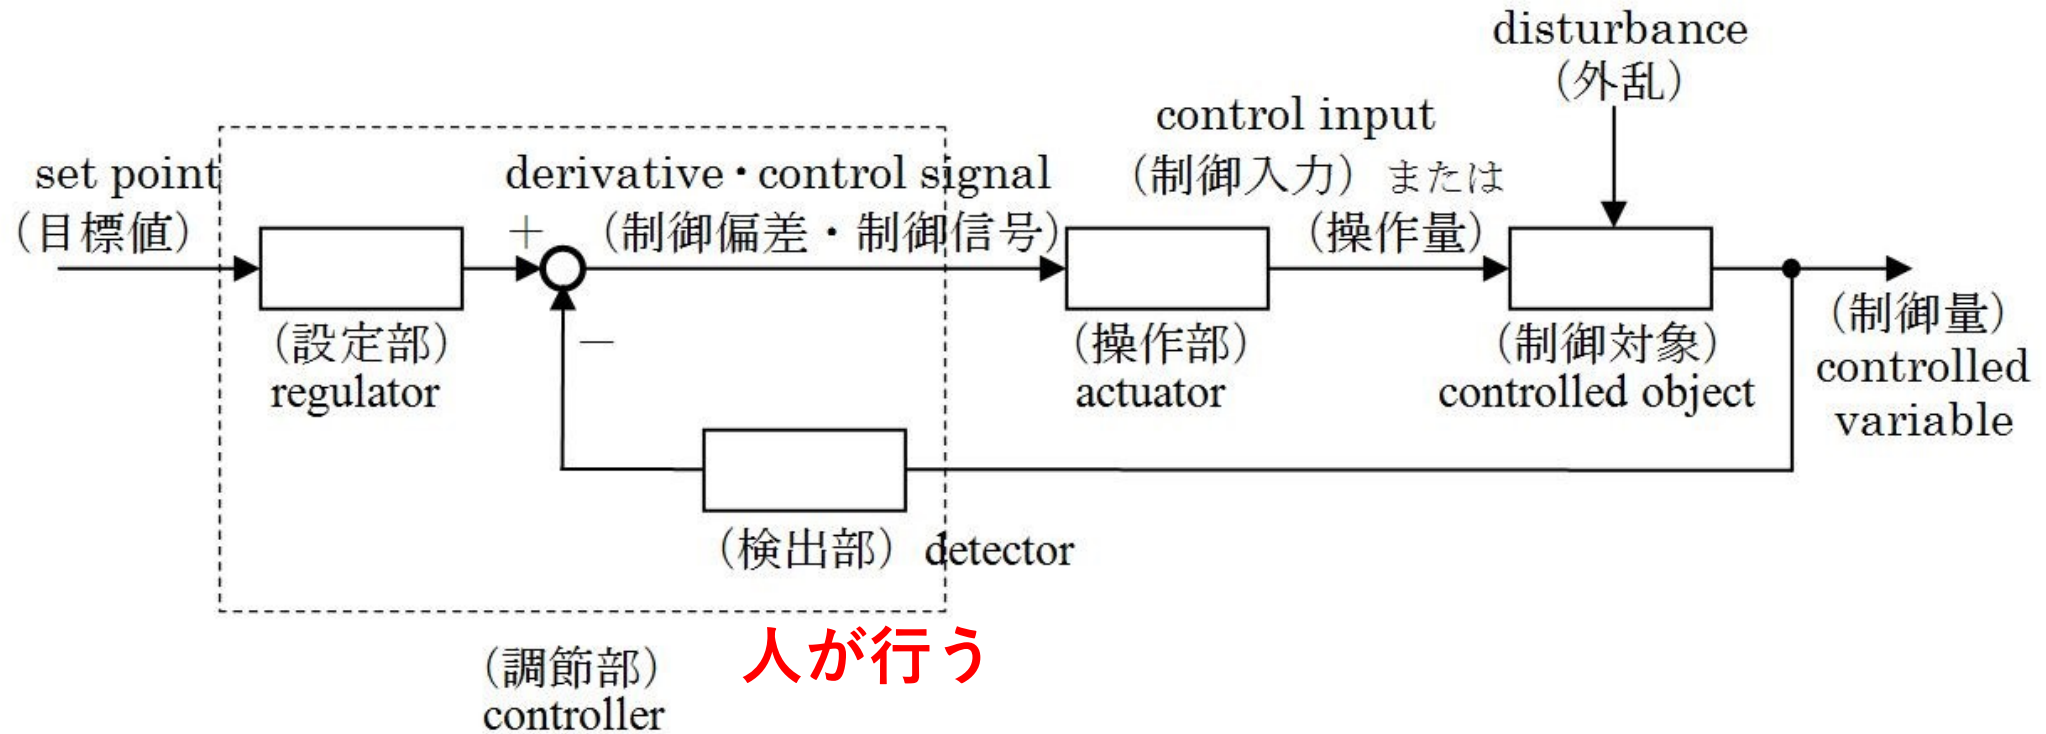 disturbance
（外乱）
control input
（制御入力）または
（操作量）
set point
（目標値）
derivative・control signal
（制御偏差・制御信号）
＋
－
（設定部）
regulator
（操作部）
actuator
（制御対象）
controlled object
（制御量）
controlled
variable
（検出部）detector
（調節部）
controller
人が行う